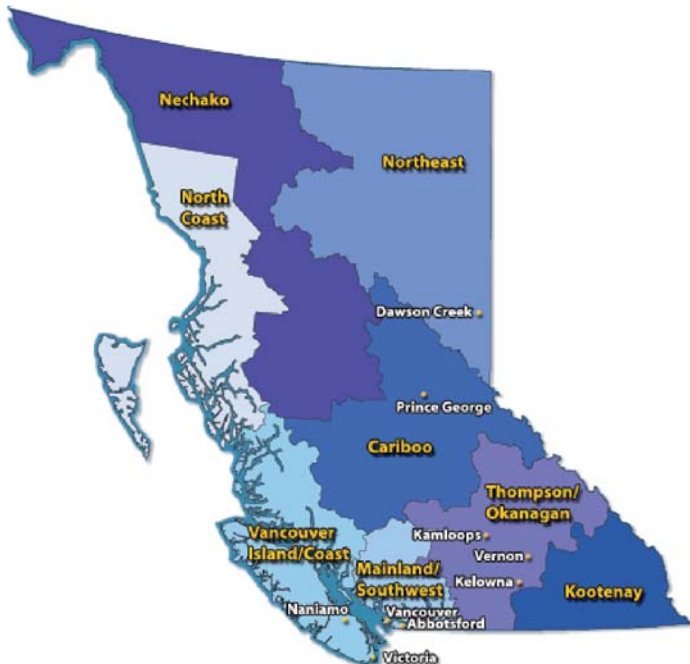 Nechako
Northeast
North
Coast
Dawson Creek
Prince George
Cariboo
Thompson/
Okanagan
Vancouver
Island/Coast
Kamloops
Mainland/
Southwest
Vernon
Kelowna
Kootenay
Naniamo
Vancouver
Abbotsford
Victoria